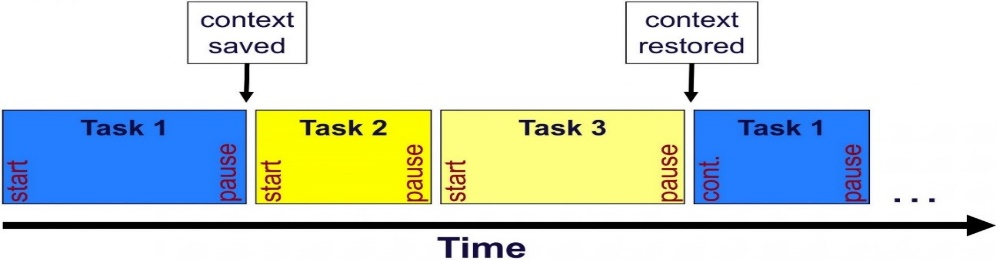 context
saved
context
restored
Task 1
start
pause
Task 2
start
pause
Task 3
start
pause
Task 1
cont.
pause
...
Time